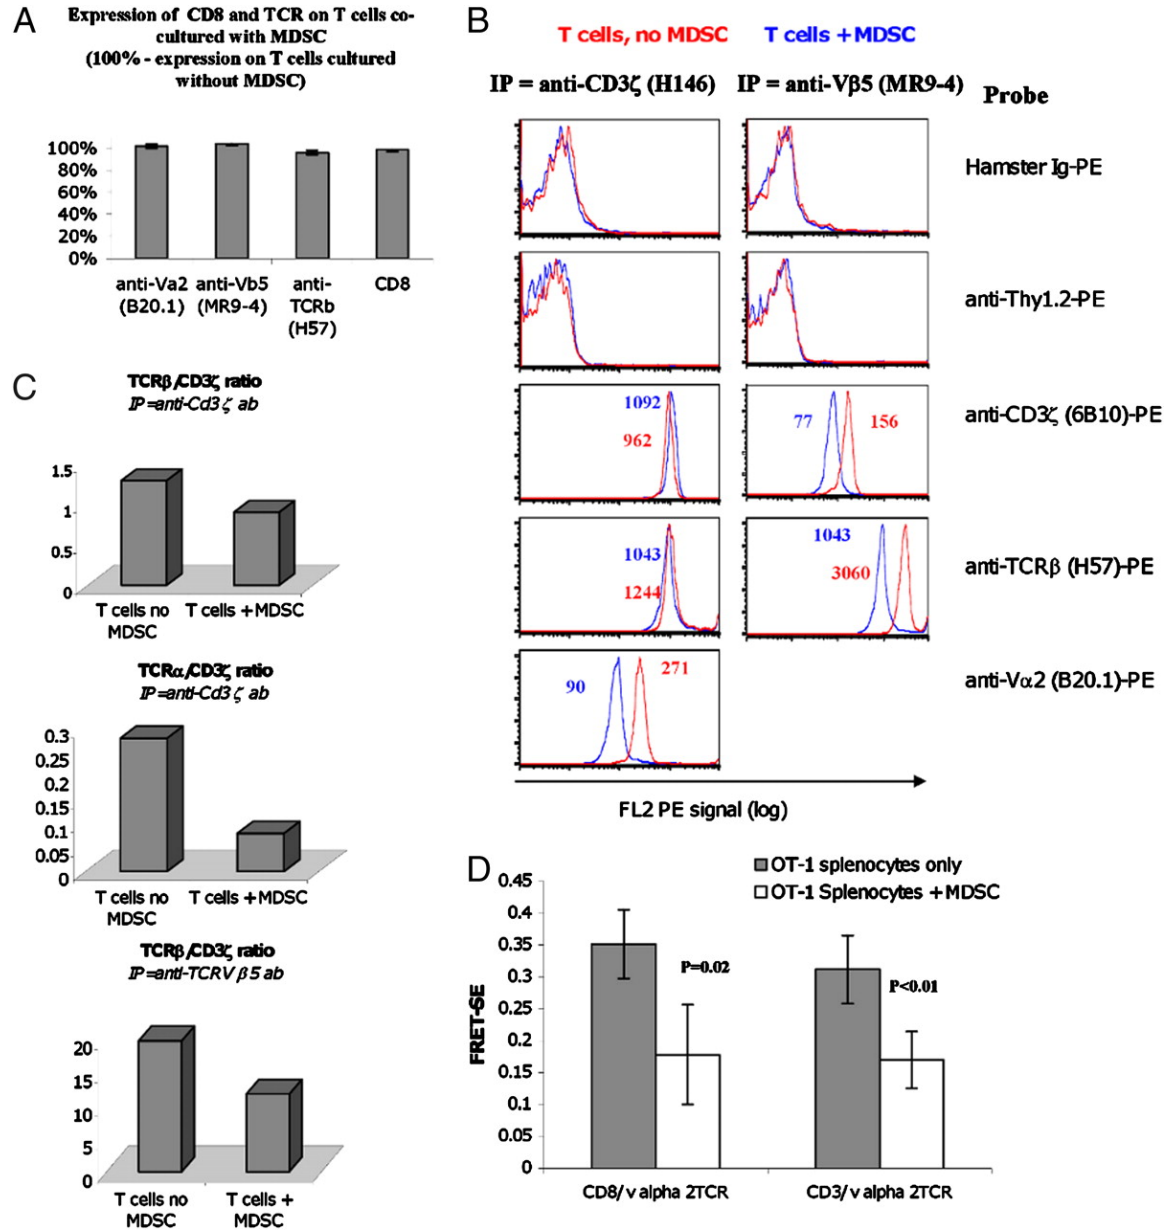 A
Expression of CD8 and TCR on T cells co-
cultured with MDSC
(100% - expression on T cells cultured
without MDSC)
100%
80%
60%
40%
20%
0%
anti-Va2
(B20.1)
anti-Vb5
(MR9-4)
anti-
TCRb
(H57)
CD8
B
T cells, no MDSC
T cells +MDSC
IP = anti-CD3ζ (H146)
IP = anti-Vβ5 (MR9-4)
Probe
Hamster Ig-PE
anti-Thy1.2-PE
1092
962
77
156
anti-CD3ζ (6B10)-PE
1043
1244
1043
3060
anti-TCRβ (H57)-PE
90
271
anti-Vα2 (B20.1)-PE
FL2 PE signal (log)
C
TCRβ/CD3ζ ratio
IP=anti-Cd3 ζ ab
1.5
1
0.5
0
T cells no
MDSC
T cells +MDSC
TCRα/CD3ζ ratio
IP=anti-Cd3 ζ ab
0.3
0.25
0.2
0.15
0.1
0.05
0
T cells no
MDSC
T cells +MDSC
TCRβ/CD3ζ ratio
IP=anti-TCRV β5 ab
20
15
10
5
0
T cells no
MDSC
T cells +
MDSC
D
OT-1 splenocytes only
OT-1 Splenocytes +MDSC
FRET-SE
0.45
0.4
0.35
0.3
0.25
0.2
0.15
0.1
0.05
0
P=0.02
P<0.01
CD8/ v alpha 2TCR
CD3/ v alpha 2TCR